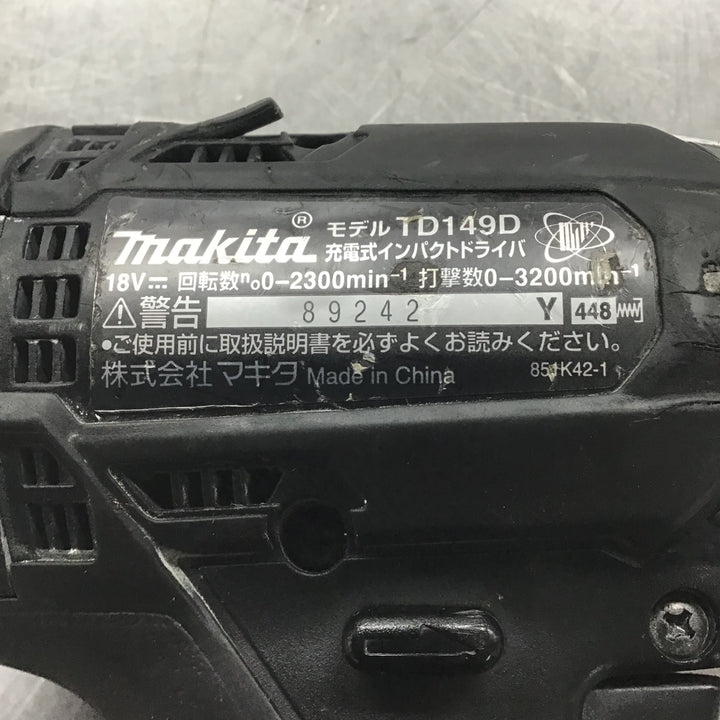 makita® モデル TD149D
充電式インパクトドライバ
18V⎓ 回転数n₀0-2300min⁻¹ 打撃数0-3200min⁻¹
⚠警告 89242 Y 448
●ご使用前に取扱説明書を必ずよくお読みください。
株式会社 マキタ Made in China 851K42-1